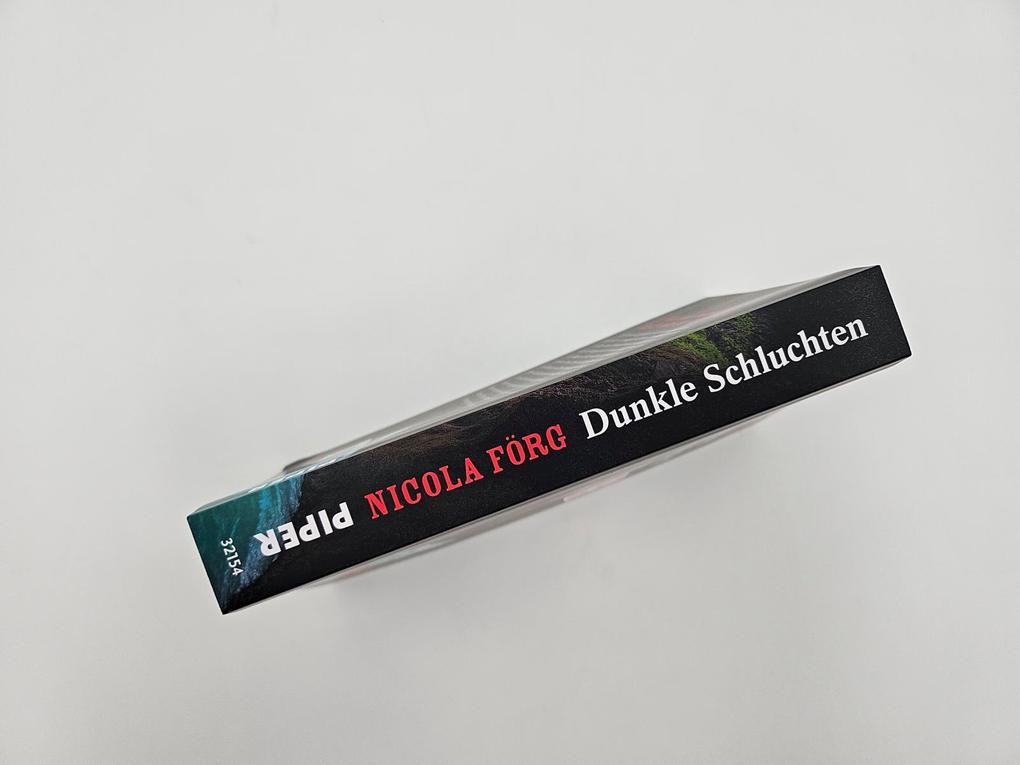 NICOLA FÖRG Dunkle Schluchten
PIPER
32154